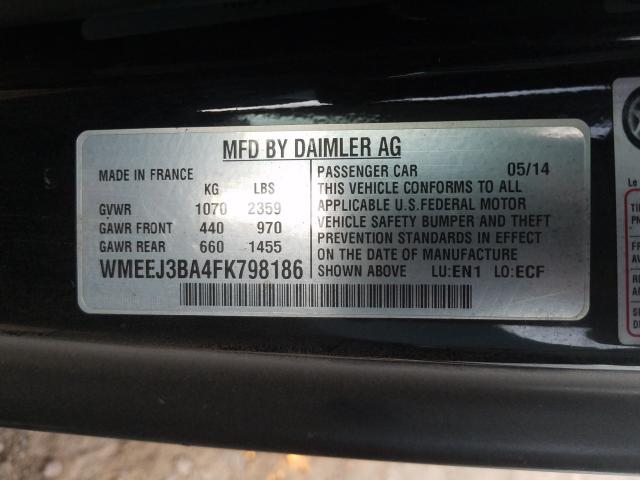 MFD BY DAIMLER AG
MADE IN FRANCE
KG LBS
GVWR 1070 2359
GAWR FRONT 440 970
GAWR REAR 660 1455
WMEEJ3BA4FK798186
PASSENGER CAR 05/14
THIS VEHICLE CONFORMS TO ALL
APPLICABLE U.S.FEDERAL MOTOR
VEHICLE SAFETY BUMPER AND THEFT
PREVENTION STANDARDS IN EFFECT
ON THE DATE OF MANUFACTURE
SHOWN ABOVE LU:EN1 LO:ECF
Le